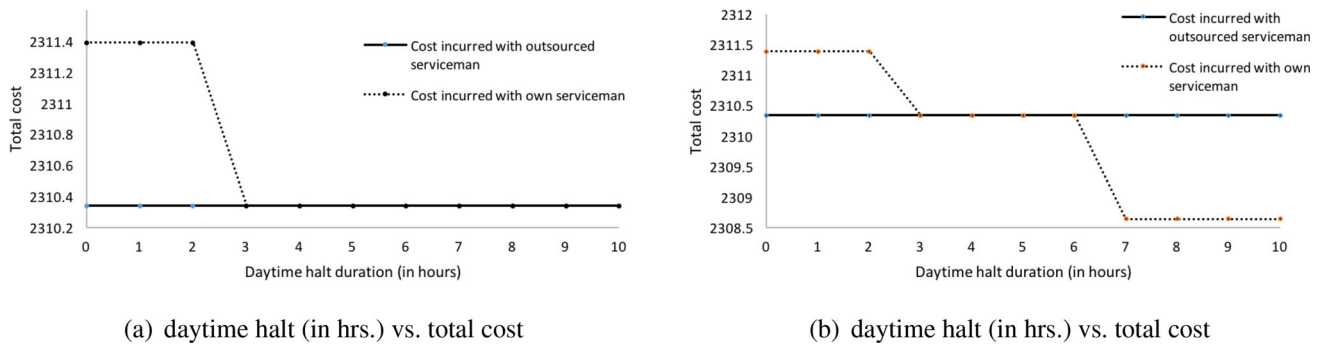 2311.4
2311.2
2311
2310.8
2310.6
2310.4
2310.2
Total cost
0 1 2 3 4 5 6 7 8 9 10
Daytime halt duration (in hours)
Cost incurred with outsourced
serviceman
Cost incurred with own serviceman
(a) daytime halt (in hrs.) vs. total cost
2312
2311.5
2311
2310.5
2310
2309.5
2309
2308.5
Total cost
0 1 2 3 4 5 6 7 8 9 10
Daytime halt duration (in hours)
Cost incurred with
outsourced serviceman
Cost incurred with own
serviceman
(b) daytime halt (in hrs.) vs. total cost